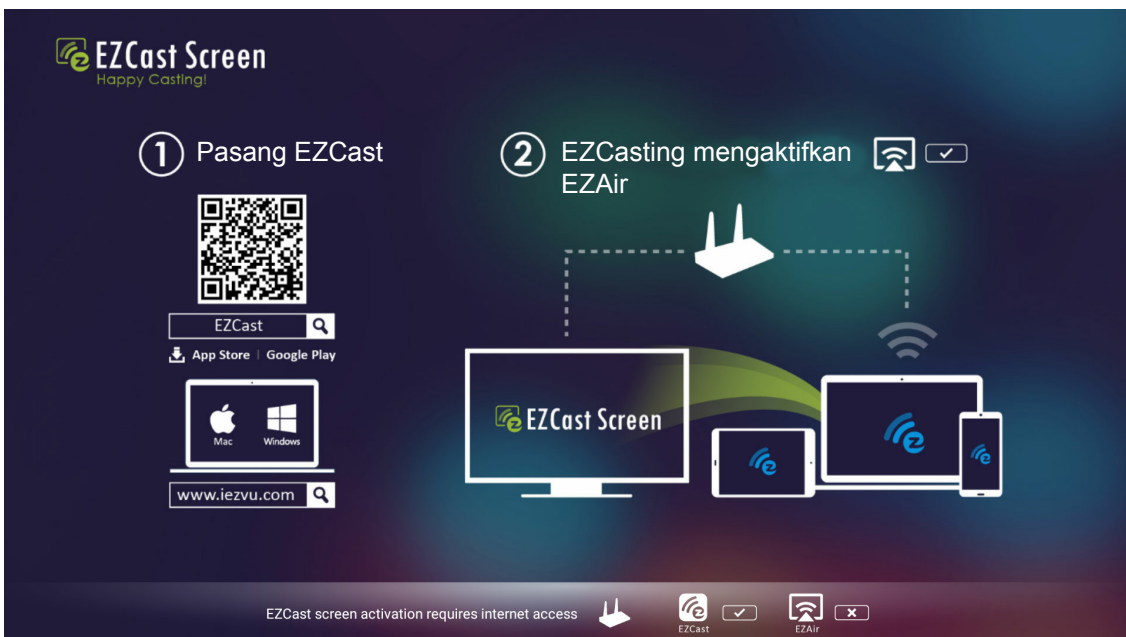 EZCast Screen
Happy Casting!
1 Pasang EZCast
EZCast
App Store | Google Play
Mac Windows
www.iezvu.com
2 EZCasting mengaktifkan
EZAir
EZCast Screen
EZCast screen activation requires internet access
EZCast
EZAir